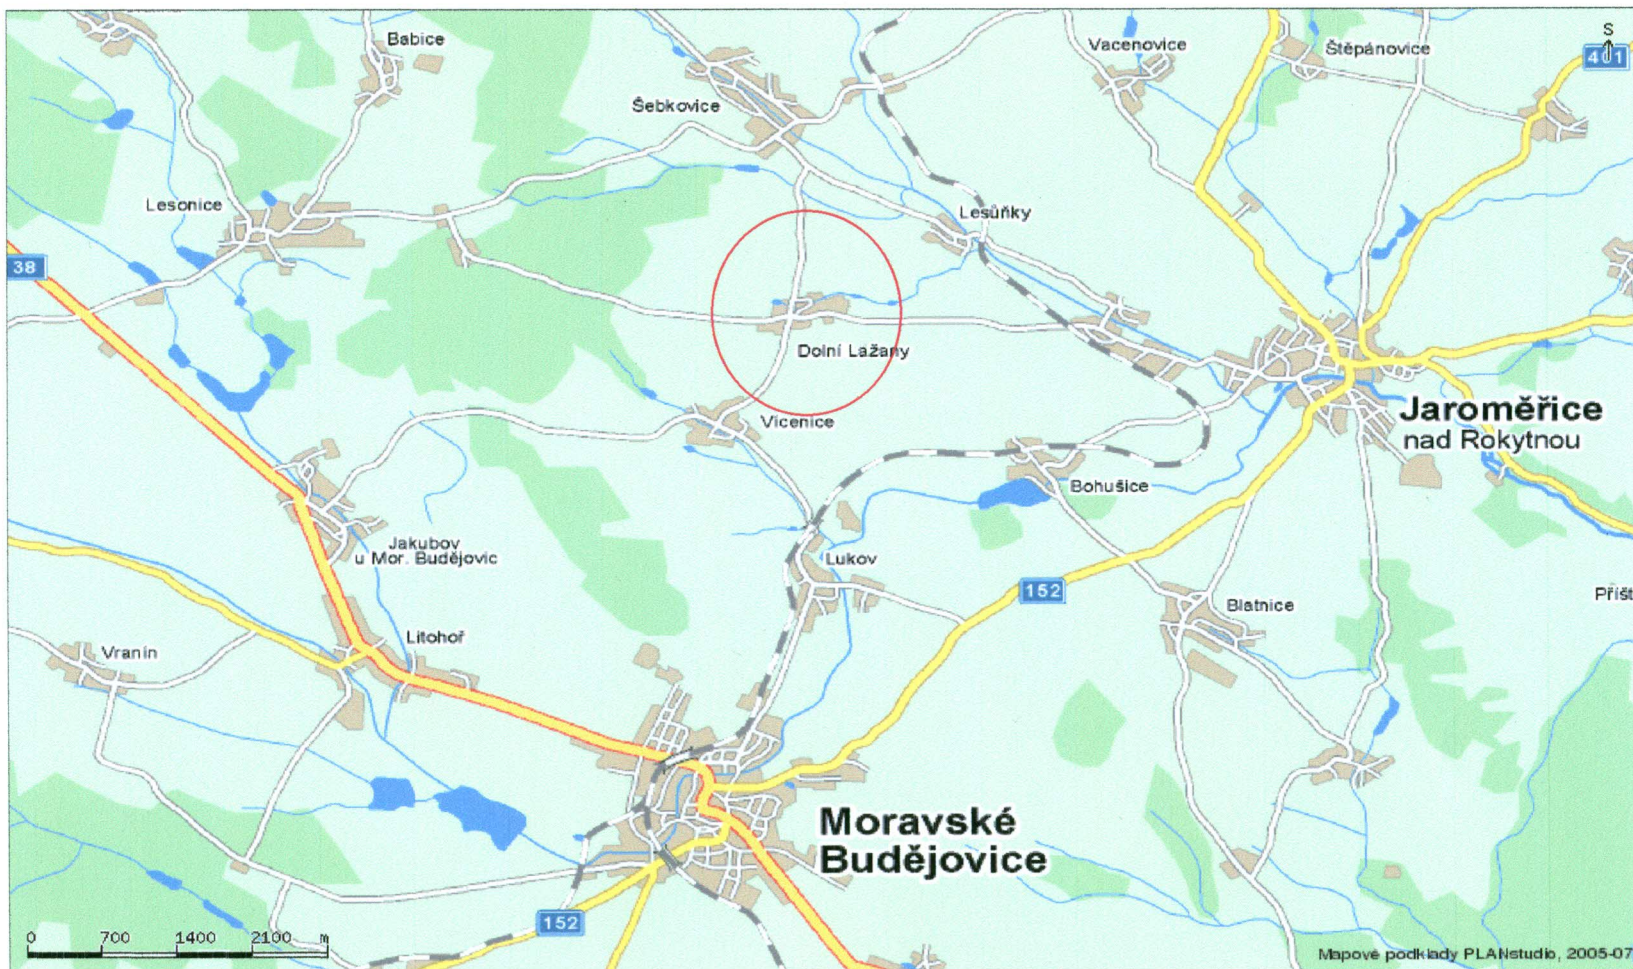 Babice
Vacenovice
Štěpánovice
S
401
Šebkovice
Lesonice
Lesůňky
38
Dolní Lažany
Jaroměřice
nad Rokytnou
Vícenice
Bohušice
Jakubov
u Mor. Budějovic
Lukov
152
Blatnice
Přišt
Litohoř
Vranín
Moravské
Budějovice
152
0 700 1400 2100 m
Mapové podklady PLANstudio, 2005-07